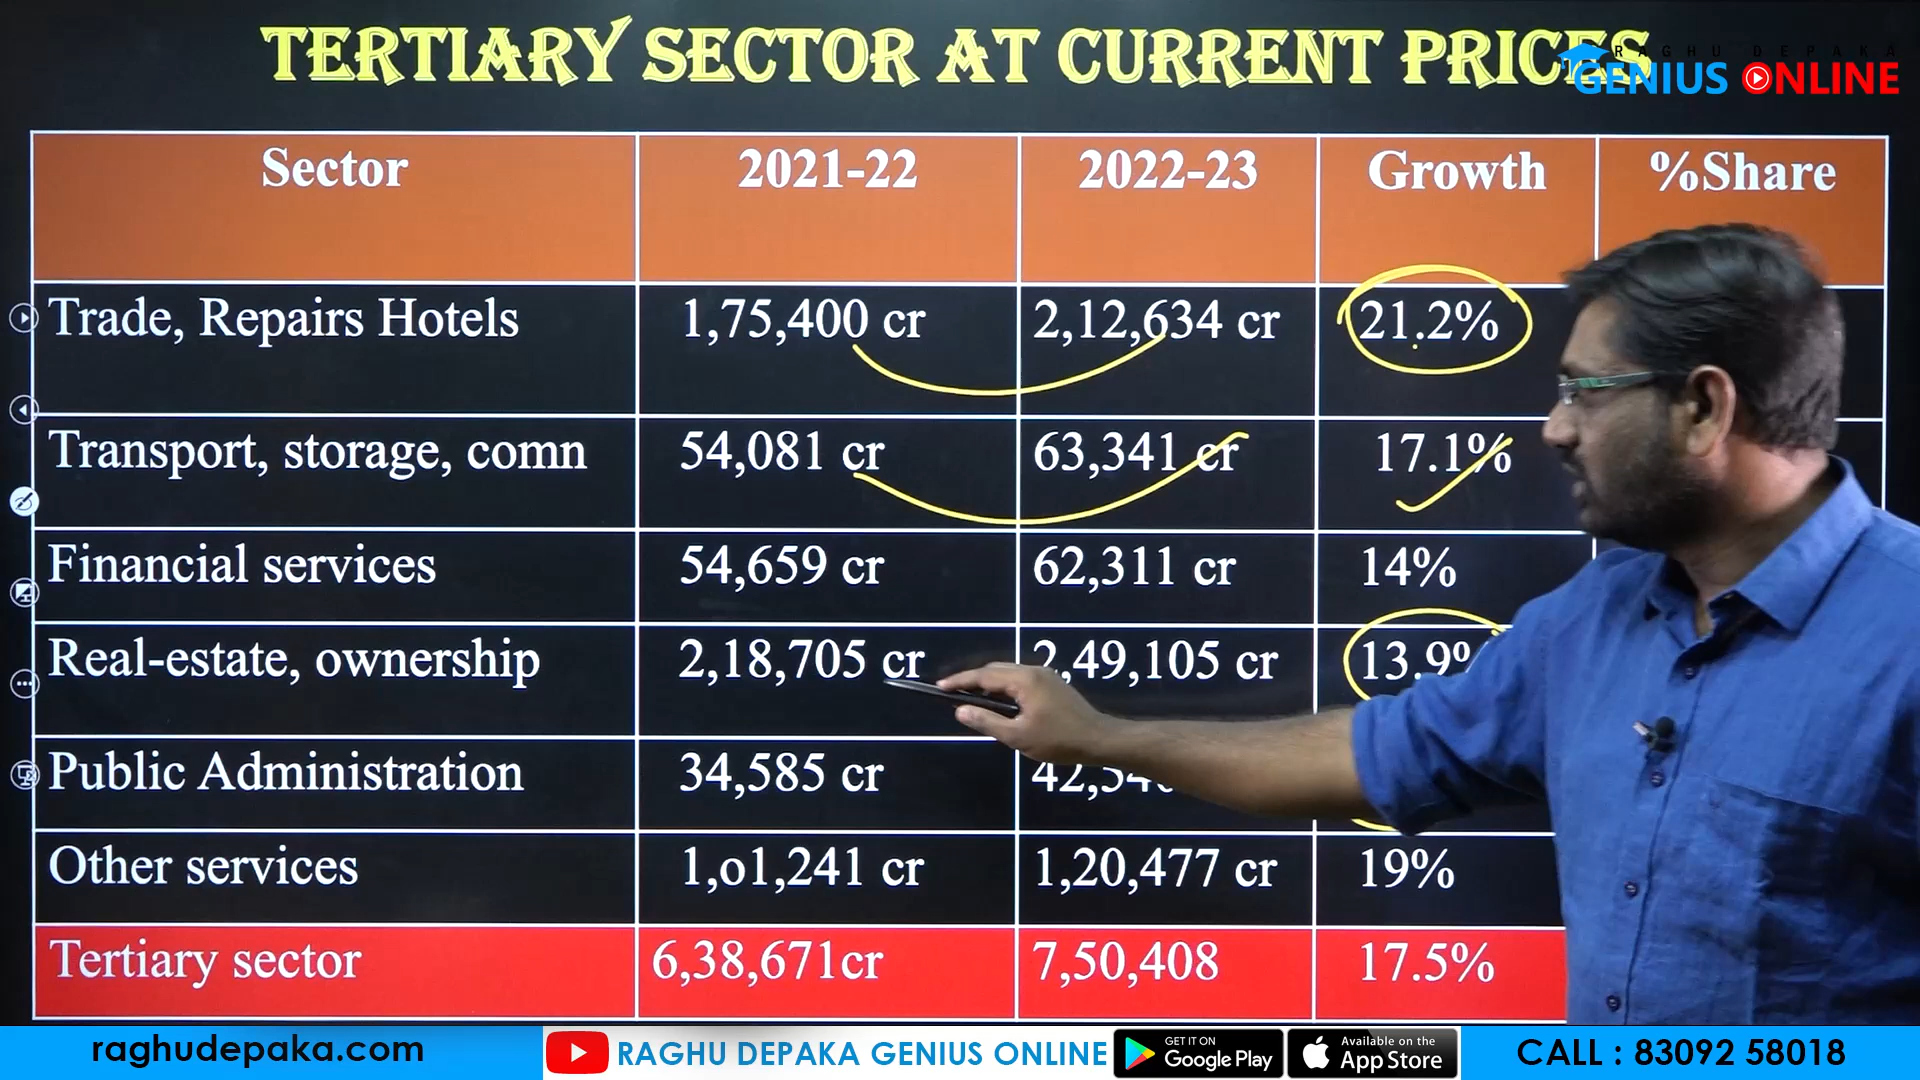 TERTIARY SECTOR AT CURRENT PRICES
RAGHU DEPAKA
GENIUS ONLINE
Sector 2021-22 2022-23 Growth %Share
Trade, Repairs Hotels 1,75,400 cr 2,12,634 cr 21.2%
Transport, storage, comn 54,081 cr 63,341 cr 17.1%
Financial services 54,659 cr 62,311 cr 14%
Real-estate, ownership 2,18,705 cr 2,49,105 cr 13.9%
Public Administration 34,585 cr
Other services 1,o1,241 cr 1,20,477 cr 19%
Tertiary sector 6,38,671cr 7,50,408 17.5%
raghudepaka.com RAGHU DEPAKA GENIUS ONLINE GET IT ON Google Play Available on the App Store CALL : 83092 58018